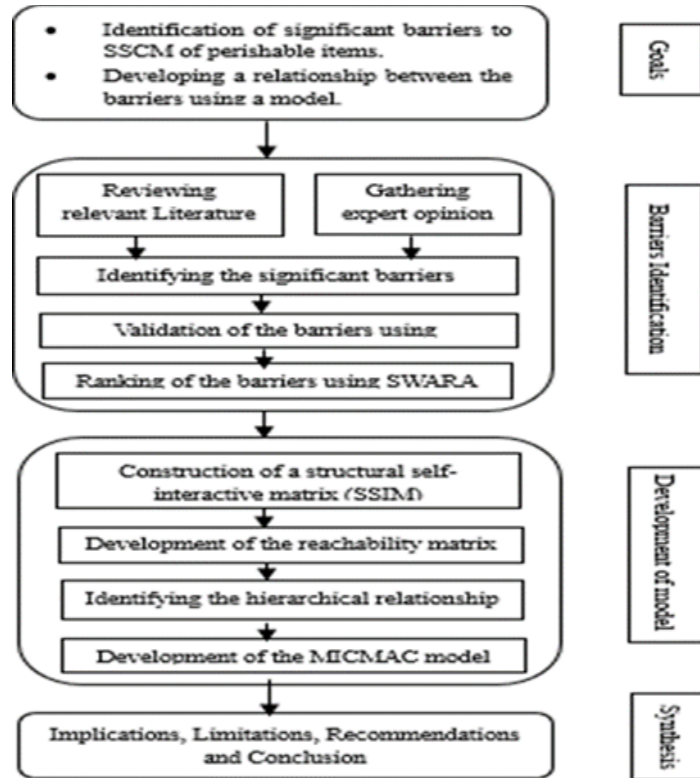 • Identification of significant barriers to
SSCM of perishable items.
• Developing a relationship between the
barriers using a model.
Goals
Reviewing
relevant Literature
Gathering
expert opinion
Identifying the significant barriers
Validation of the barriers using
Ranking of the barriers using SWARA
Barriers Identification
Construction of a structural self-
interactive matrix (SSIM)
Development of the reachability matrix
Identifying the hierarchical relationship
Development of the MICMAC model
Development of model
Implications, Limitations, Recommendations
and Conclusion
Synthesis